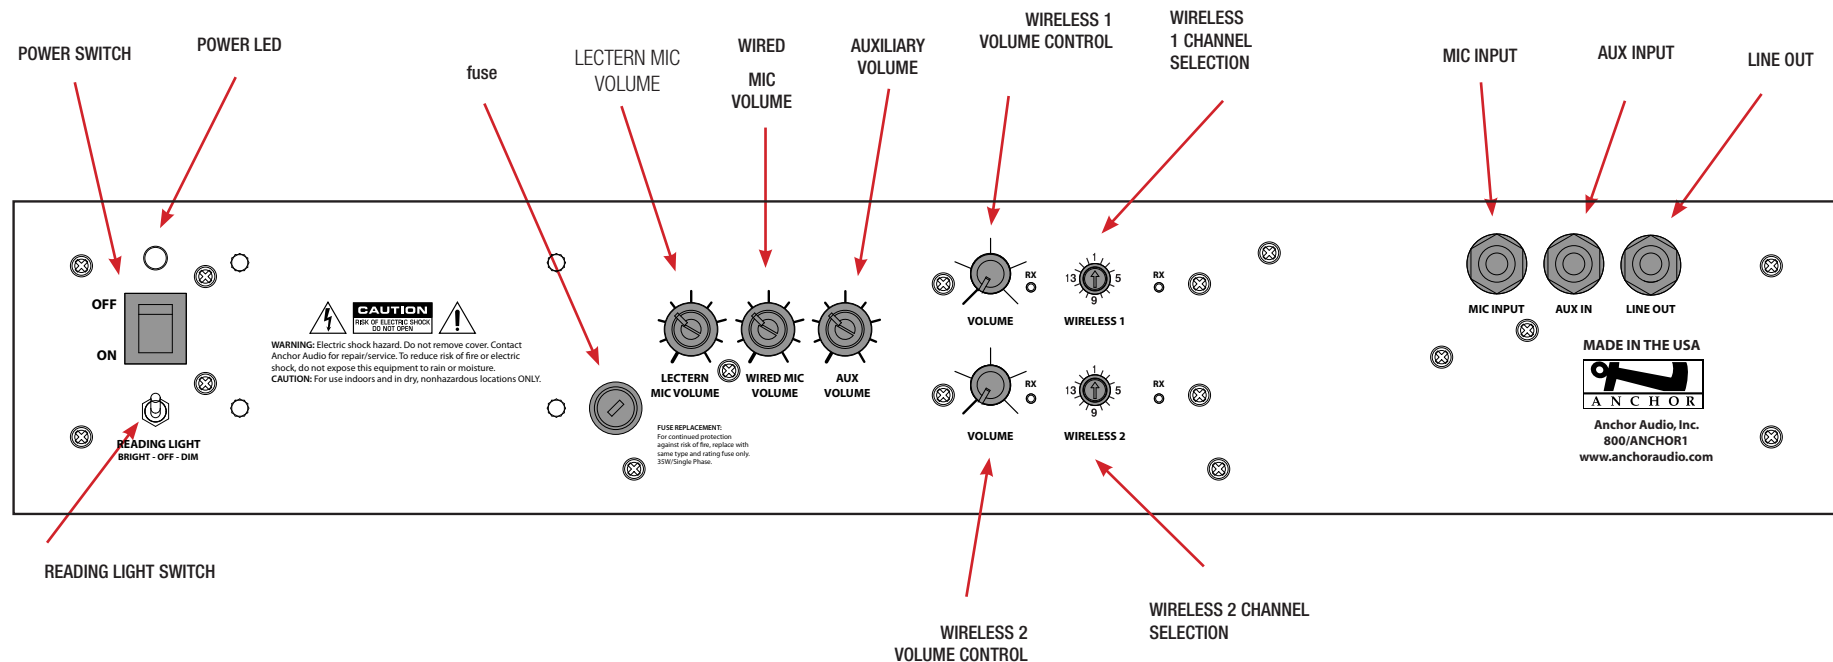 POWER SWITCH
POWER LED
fuse
LECTERN MIC
VOLUME
WIRED
MIC
VOLUME
AUXILIARY
VOLUME
WIRELESS 1
VOLUME CONTROL
WIRELESS
1 CHANNEL
SELECTION
MIC INPUT
AUX INPUT
LINE OUT
OFF
ON
READING LIGHT
BRIGHT - OFF - DIM
CAUTION
RISK OF ELECTRIC SHOCK
DO NOT OPEN
WARNING: Electric shock hazard. Do not remove cover. Contact
Anchor Audio for repair/service. To reduce risk of fire or electric
shock, do not expose this equipment to rain or moisture.
CAUTION: For use indoors and in dry, nonhazardous locations ONLY.
LECTERN
MIC VOLUME
WIRED MIC
VOLUME
AUX
VOLUME
FUSE REPLACEMENT:
For continued protection
against risk of fire, replace with
same type and rating fuse only.
35W/Single Phase.
VOLUME
RX
1
13 5
9
WIRELESS 1
RX
VOLUME
RX
1
13 5
9
WIRELESS 2
RX
MIC INPUT
AUX IN
LINE OUT
MADE IN THE USA
ANCHOR
Anchor Audio, Inc.
800/ANCHOR1
www.anchoraudio.com
READING LIGHT SWITCH
WIRELESS 2
VOLUME CONTROL
WIRELESS 2 CHANNEL
SELECTION